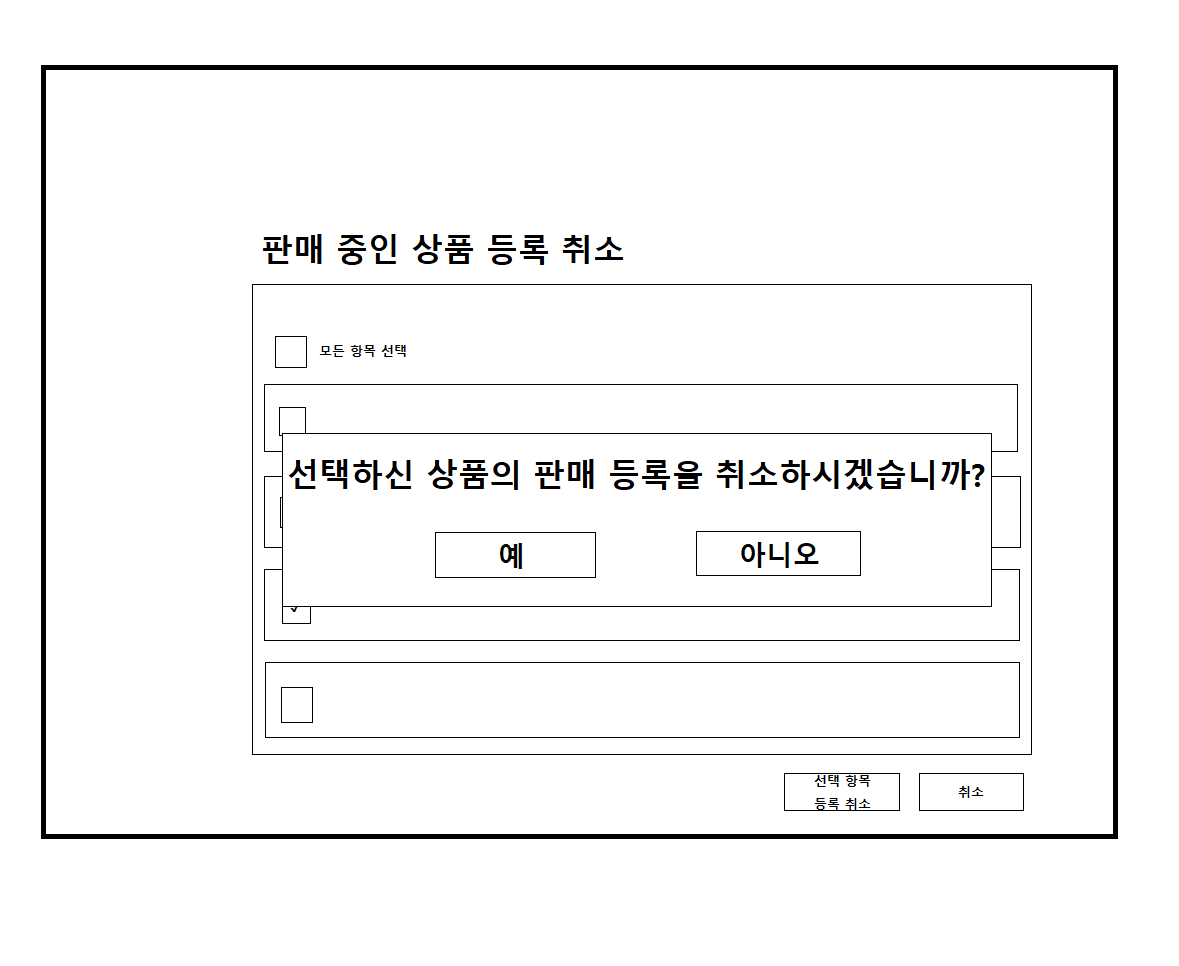 판매 중인 상품 등록 취소
모든 항목 선택
선택하신 상품의 판매 등록을 취소하시겠습니까?
예
아니오
선택 항목
등록 취소
취소